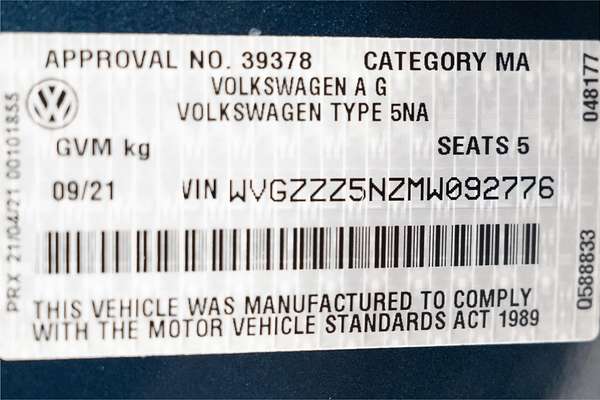 APPROVAL NO. 39378 CATEGORY MA
VOLKSWAGEN A G
VOLKSWAGEN TYPE 5NA
GVM kg SEATS 5
09/21 VIN WVGZZZ5NZMW092776
THIS VEHICLE WAS MANUFACTURED TO COMPLY
WITH THE MOTOR VEHICLE STANDARDS ACT 1989
PRX 21/04/21 00101855
048177
Q588833